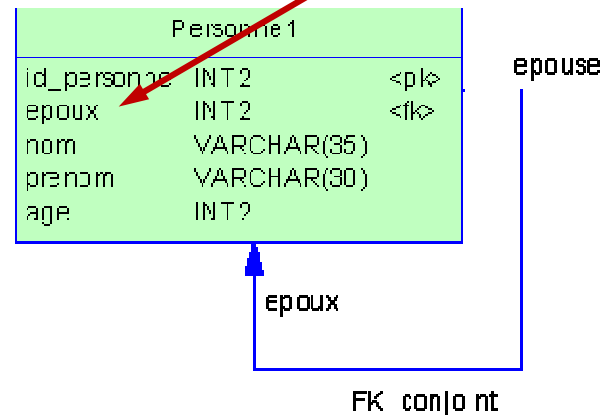 Personne1
id_personne INT2 <pk>
epoux INT2 <fk>
nom VARCHAR(35)
prenom VARCHAR(30)
age INT2
epouse
epoux
FK_conjoint